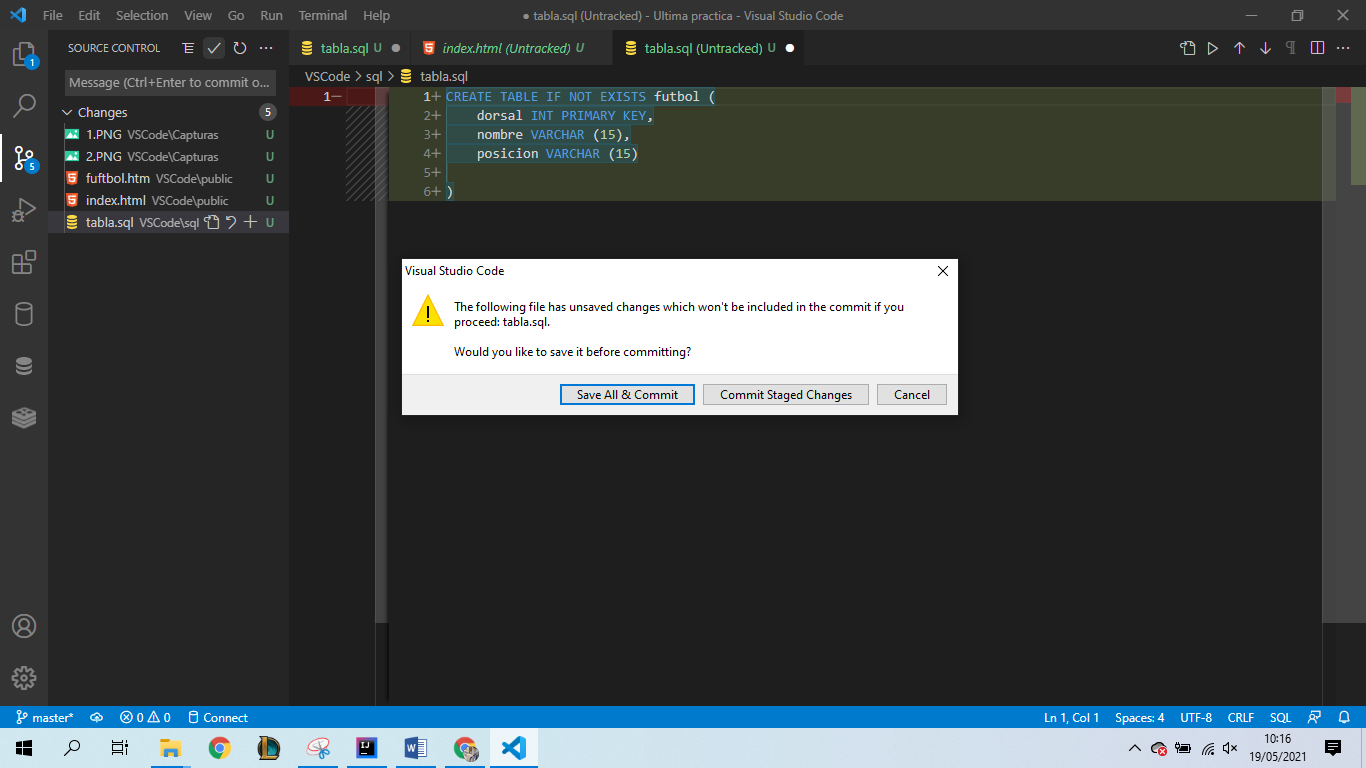 File Edit Selection View Go Run Terminal Help
● tabla.sql (Untracked) - Ultima practica - Visual Studio Code
SOURCE CONTROL
tabla.sql U
index.html (Untracked) U
tabla.sql (Untracked) U
Message (Ctrl+Enter to commit o...
VSCode > sql > tabla.sql
Changes 5
1.PNG VSCode\Capturas U
2.PNG VSCode\Capturas U
fuftbol.htm VSCode\public U
index.html VSCode\public U
tabla.sql VSCode\sql U
1
5
1−
1+ CREATE TABLE IF NOT EXISTS futbol (
2+ dorsal INT PRIMARY KEY,
3+ nombre VARCHAR (15),
4+ posicion VARCHAR (15)
5+
6+ )
Visual Studio Code
The following file has unsaved changes which won't be included in the commit if you
proceed: tabla.sql.
Would you like to save it before committing?
Save All & Commit Commit Staged Changes Cancel
master* 0 0 Connect
Ln 1, Col 1 Spaces: 4 UTF-8 CRLF SQL
10:16
19/05/2021